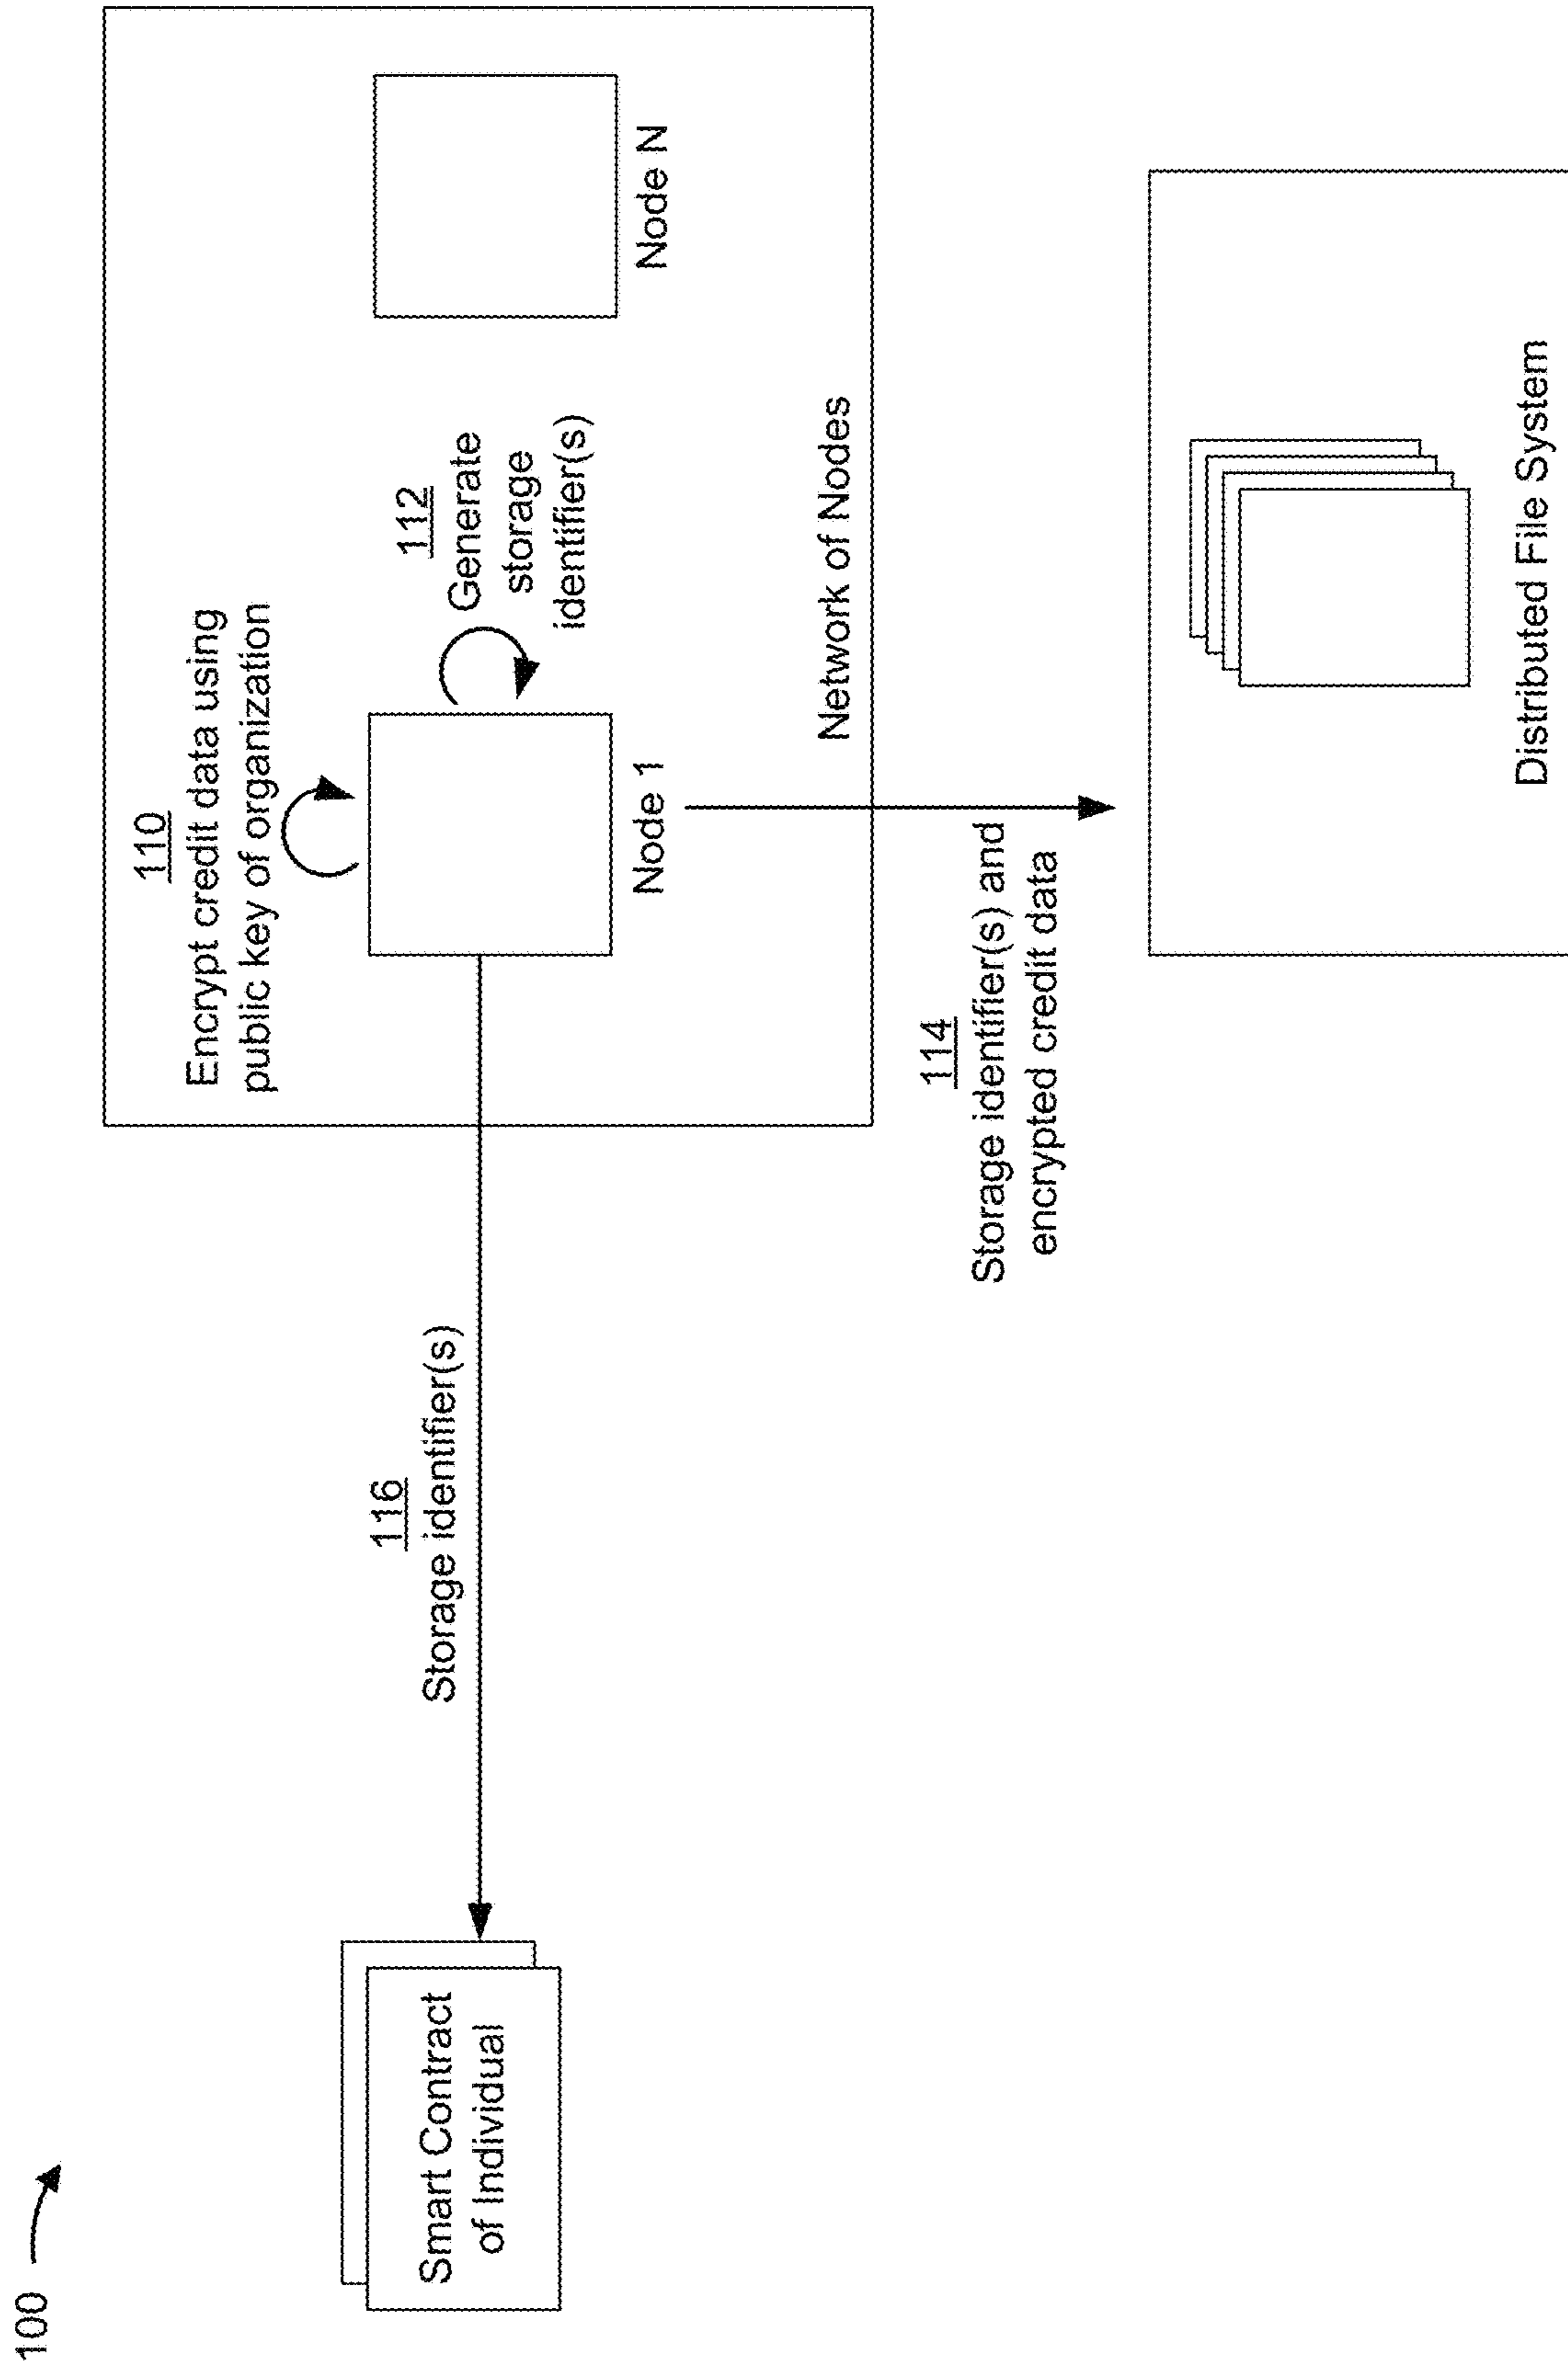 100
110
Encrypt credit data using
public key of organization
112
Generate
storage
identifier(s)
Node 1
Node N
Network of Nodes
116
Storage identifier(s)
Smart Contract
of Individual
114
Storage identifier(s) and
encrypted credit data
Distributed File System